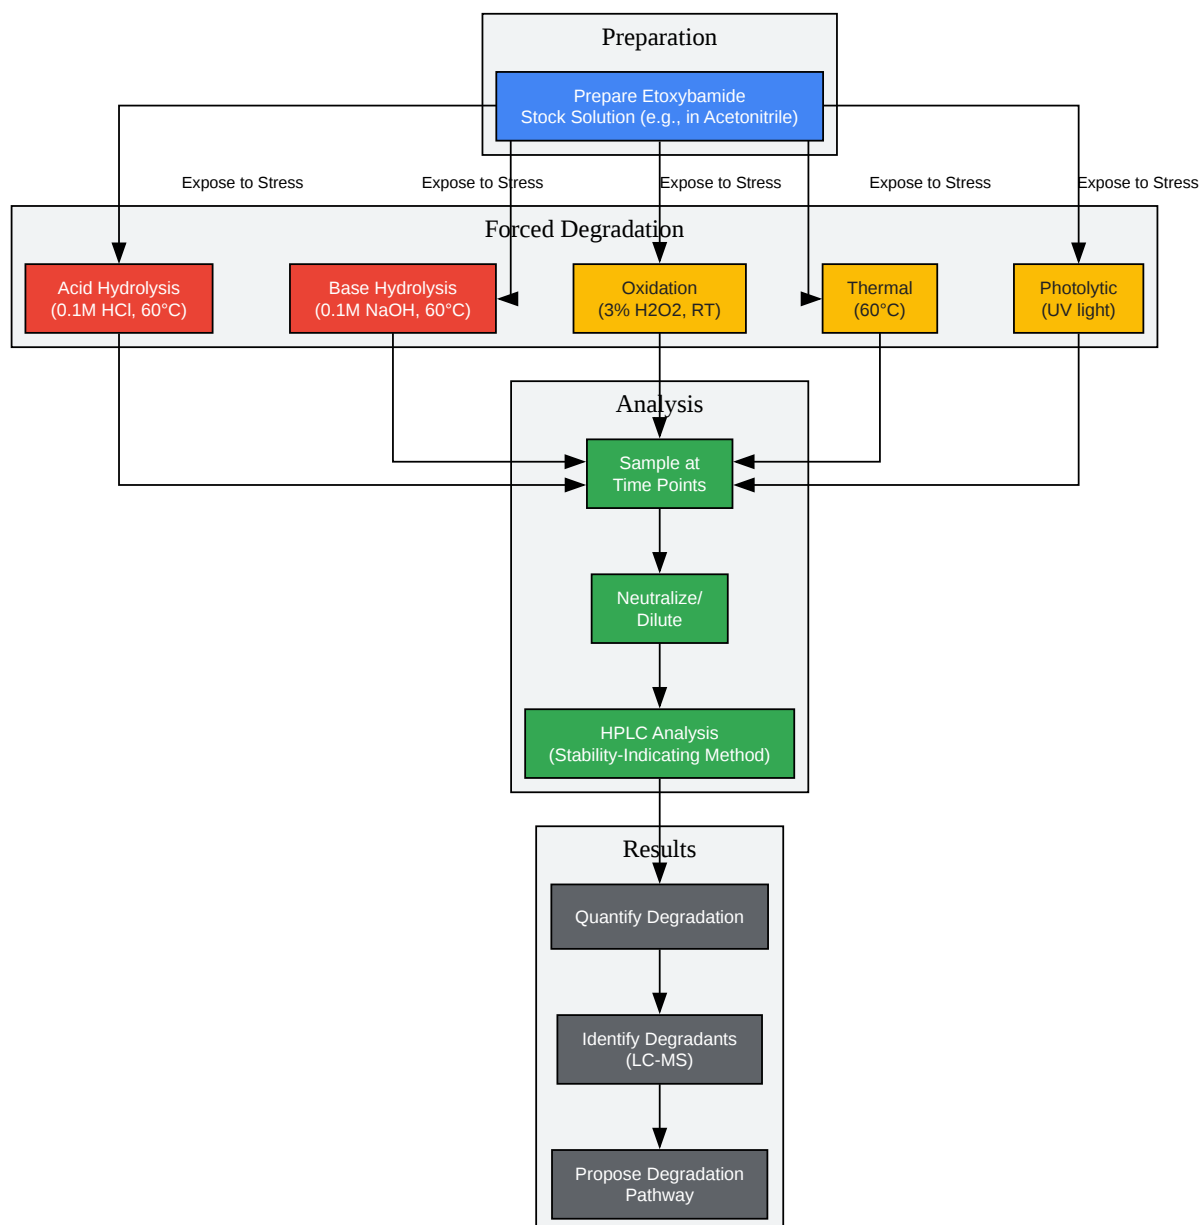 Preparation
Prepare Etoxybamide
Stock Solution (e.g., in Acetonitrile)
Expose to Stress
Expose to Stress
Expose to Stress
Expose to Stress
Expose to Stress
Forced Degradation
Acid Hydrolysis
(0.1M HCl, 60°C)
Base Hydrolysis
(0.1M NaOH, 60°C)
Oxidation
(3% H2O2, RT)
Thermal
(60°C)
Photolytic
(UV light)
Analysis
Sample at
Time Points
Neutralize/
Dilute
HPLC Analysis
(Stability-Indicating Method)
Results
Quantify Degradation
Identify Degradants
(LC-MS)
Propose Degradation
Pathway